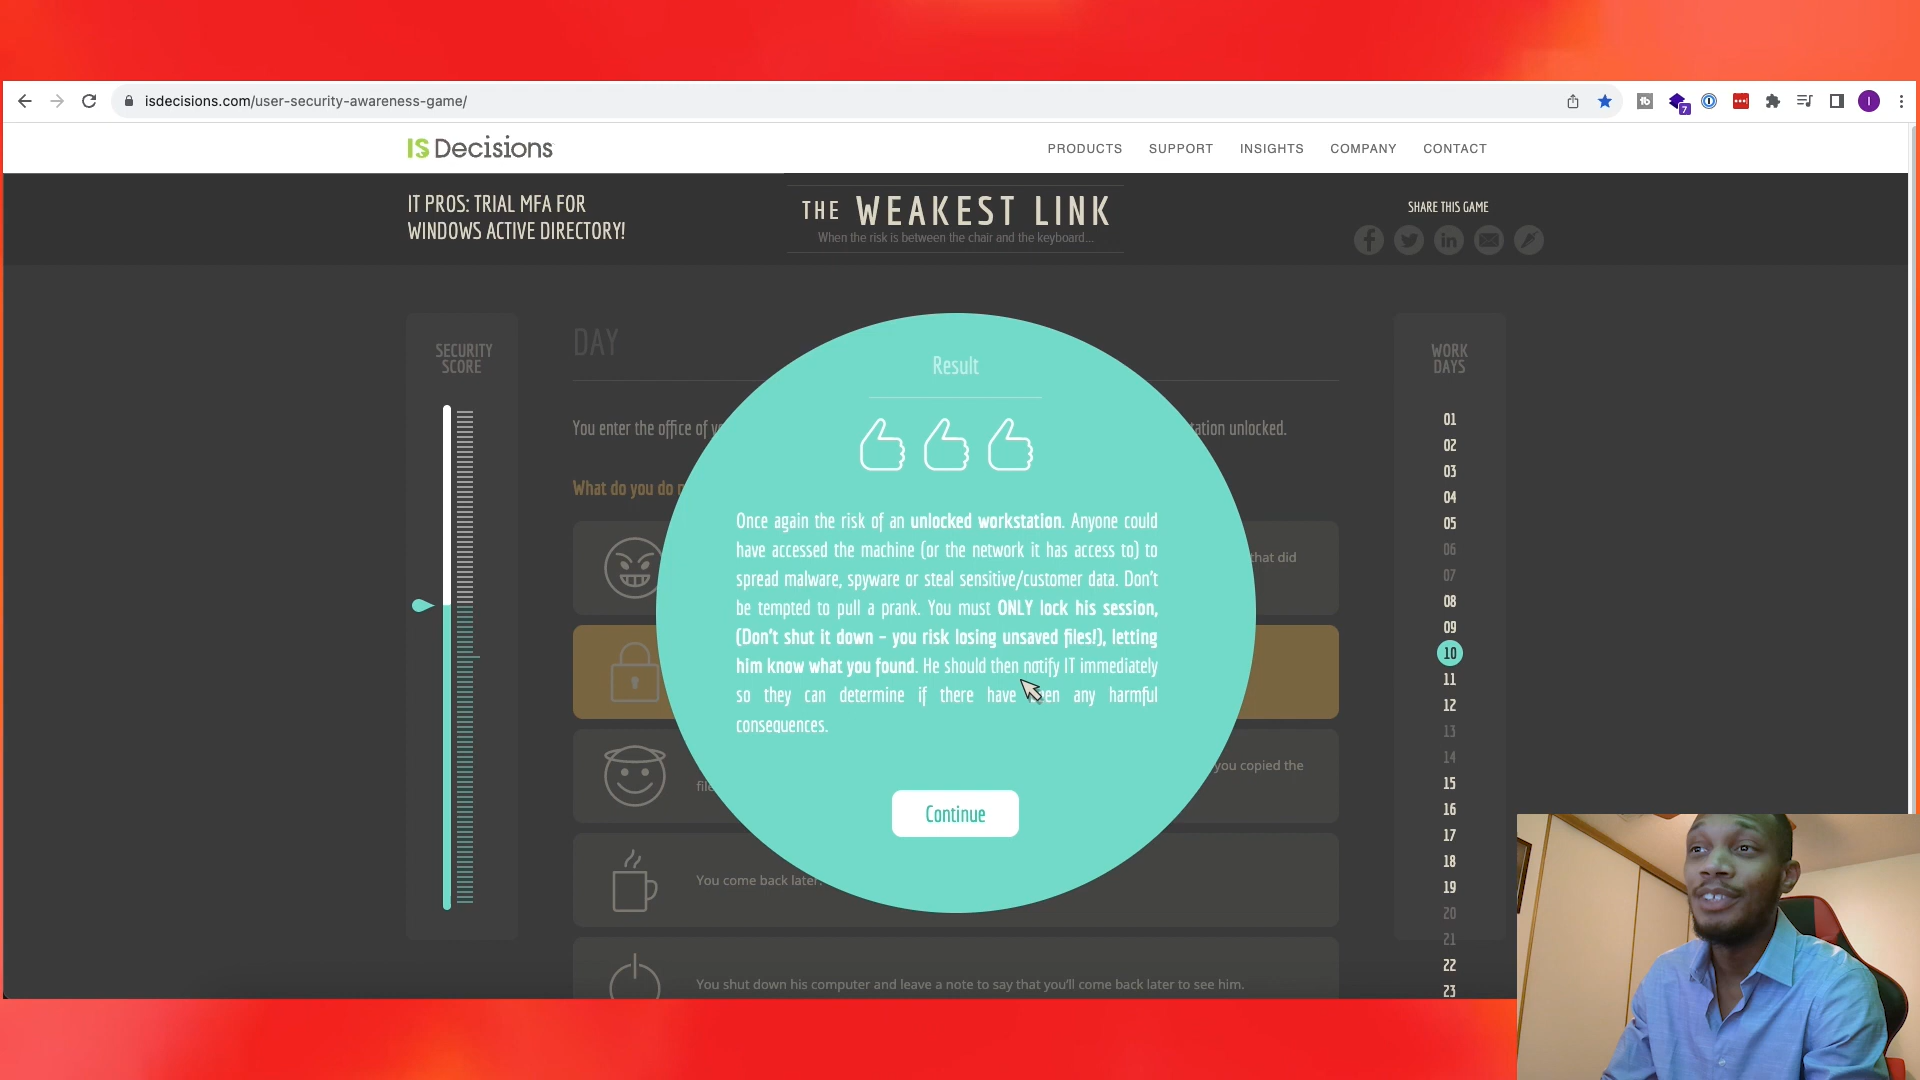 isdecisions.com/user-security-awareness-game/
7
I
IS Decisions
PRODUCTS SUPPORT INSIGHTS COMPANY CONTACT
IT PROS: TRIAL MFA FOR
WINDOWS ACTIVE DIRECTORY!
THE WEAKEST LINK
When the risk is between the chair and the keyboard...
SHARE THIS GAME
SECURITY
SCORE
DAY
You enter the office of
ation unlocked.
What do you do
that did
you copied the
You come back later.
You shut down his computer and leave a note to say that you'll come back later to see him.
Result
Once again the risk of an unlocked workstation. Anyone could
have accessed the machine (or the network it has access to) to
spread malware, spyware or steal sensitive/customer data. Don't
be tempted to pull a prank. You must ONLY lock his session,
(Don't shut it down – you risk losing unsaved files!), letting
him know what you found. He should then notify IT immediately
so they can determine if there have any harmful
consequences.
Continue
WORK
DAYS
01
02
03
04
05
06
07
08
09
10
11
12
13
14
15
16
17
18
19
20
21
22
23